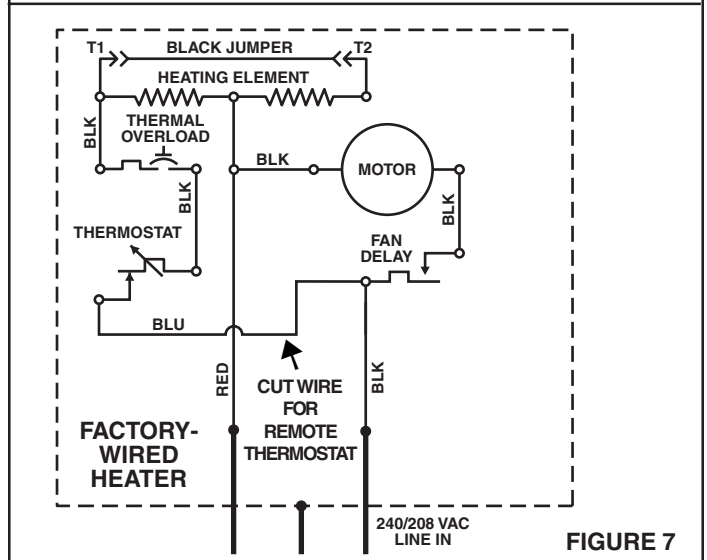 T1
BLACK JUMPER
T2
HEATING ELEMENT
BLK
THERMAL
OVERLOAD
BLK
MOTOR
BLK
BLK
THERMOSTAT
FAN
DELAY
BLU
RED
CUT WIRE
FOR
REMOTE
THERMOSTAT
BLK
FACTORY-
WIRED
HEATER
240/208 VAC
LINE IN
FIGURE 7